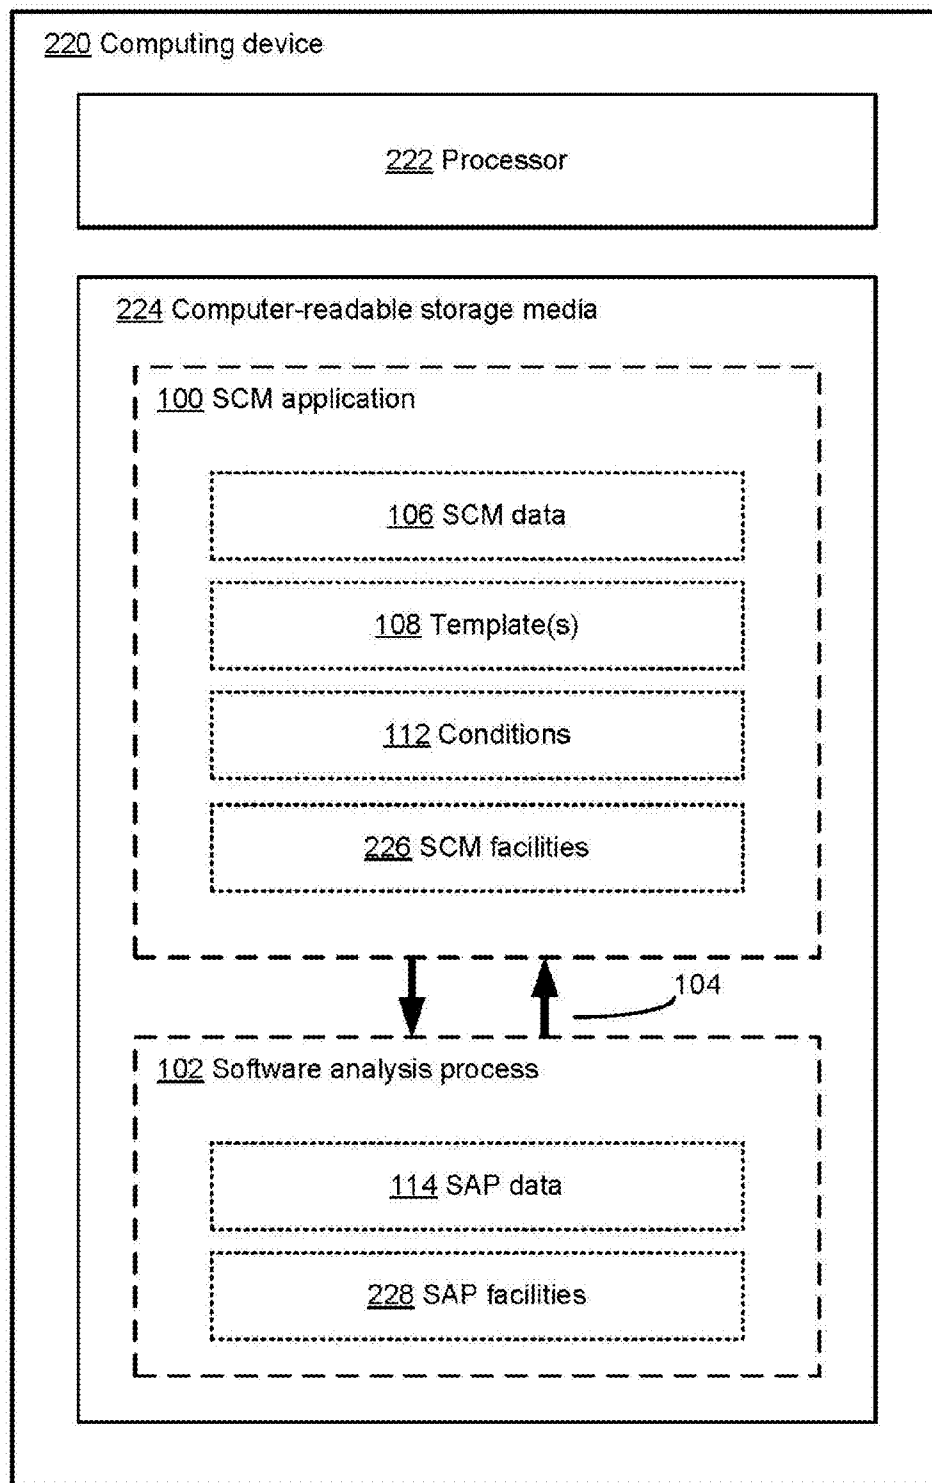 220 Computing device
222 Processor
224 Computer-readable storage media
100 SCM application
106 SCM data
108 Template(s)
112 Conditions
226 SCM facilities
104
102 Software analysis process
114 SAP data
228 SAP facilities